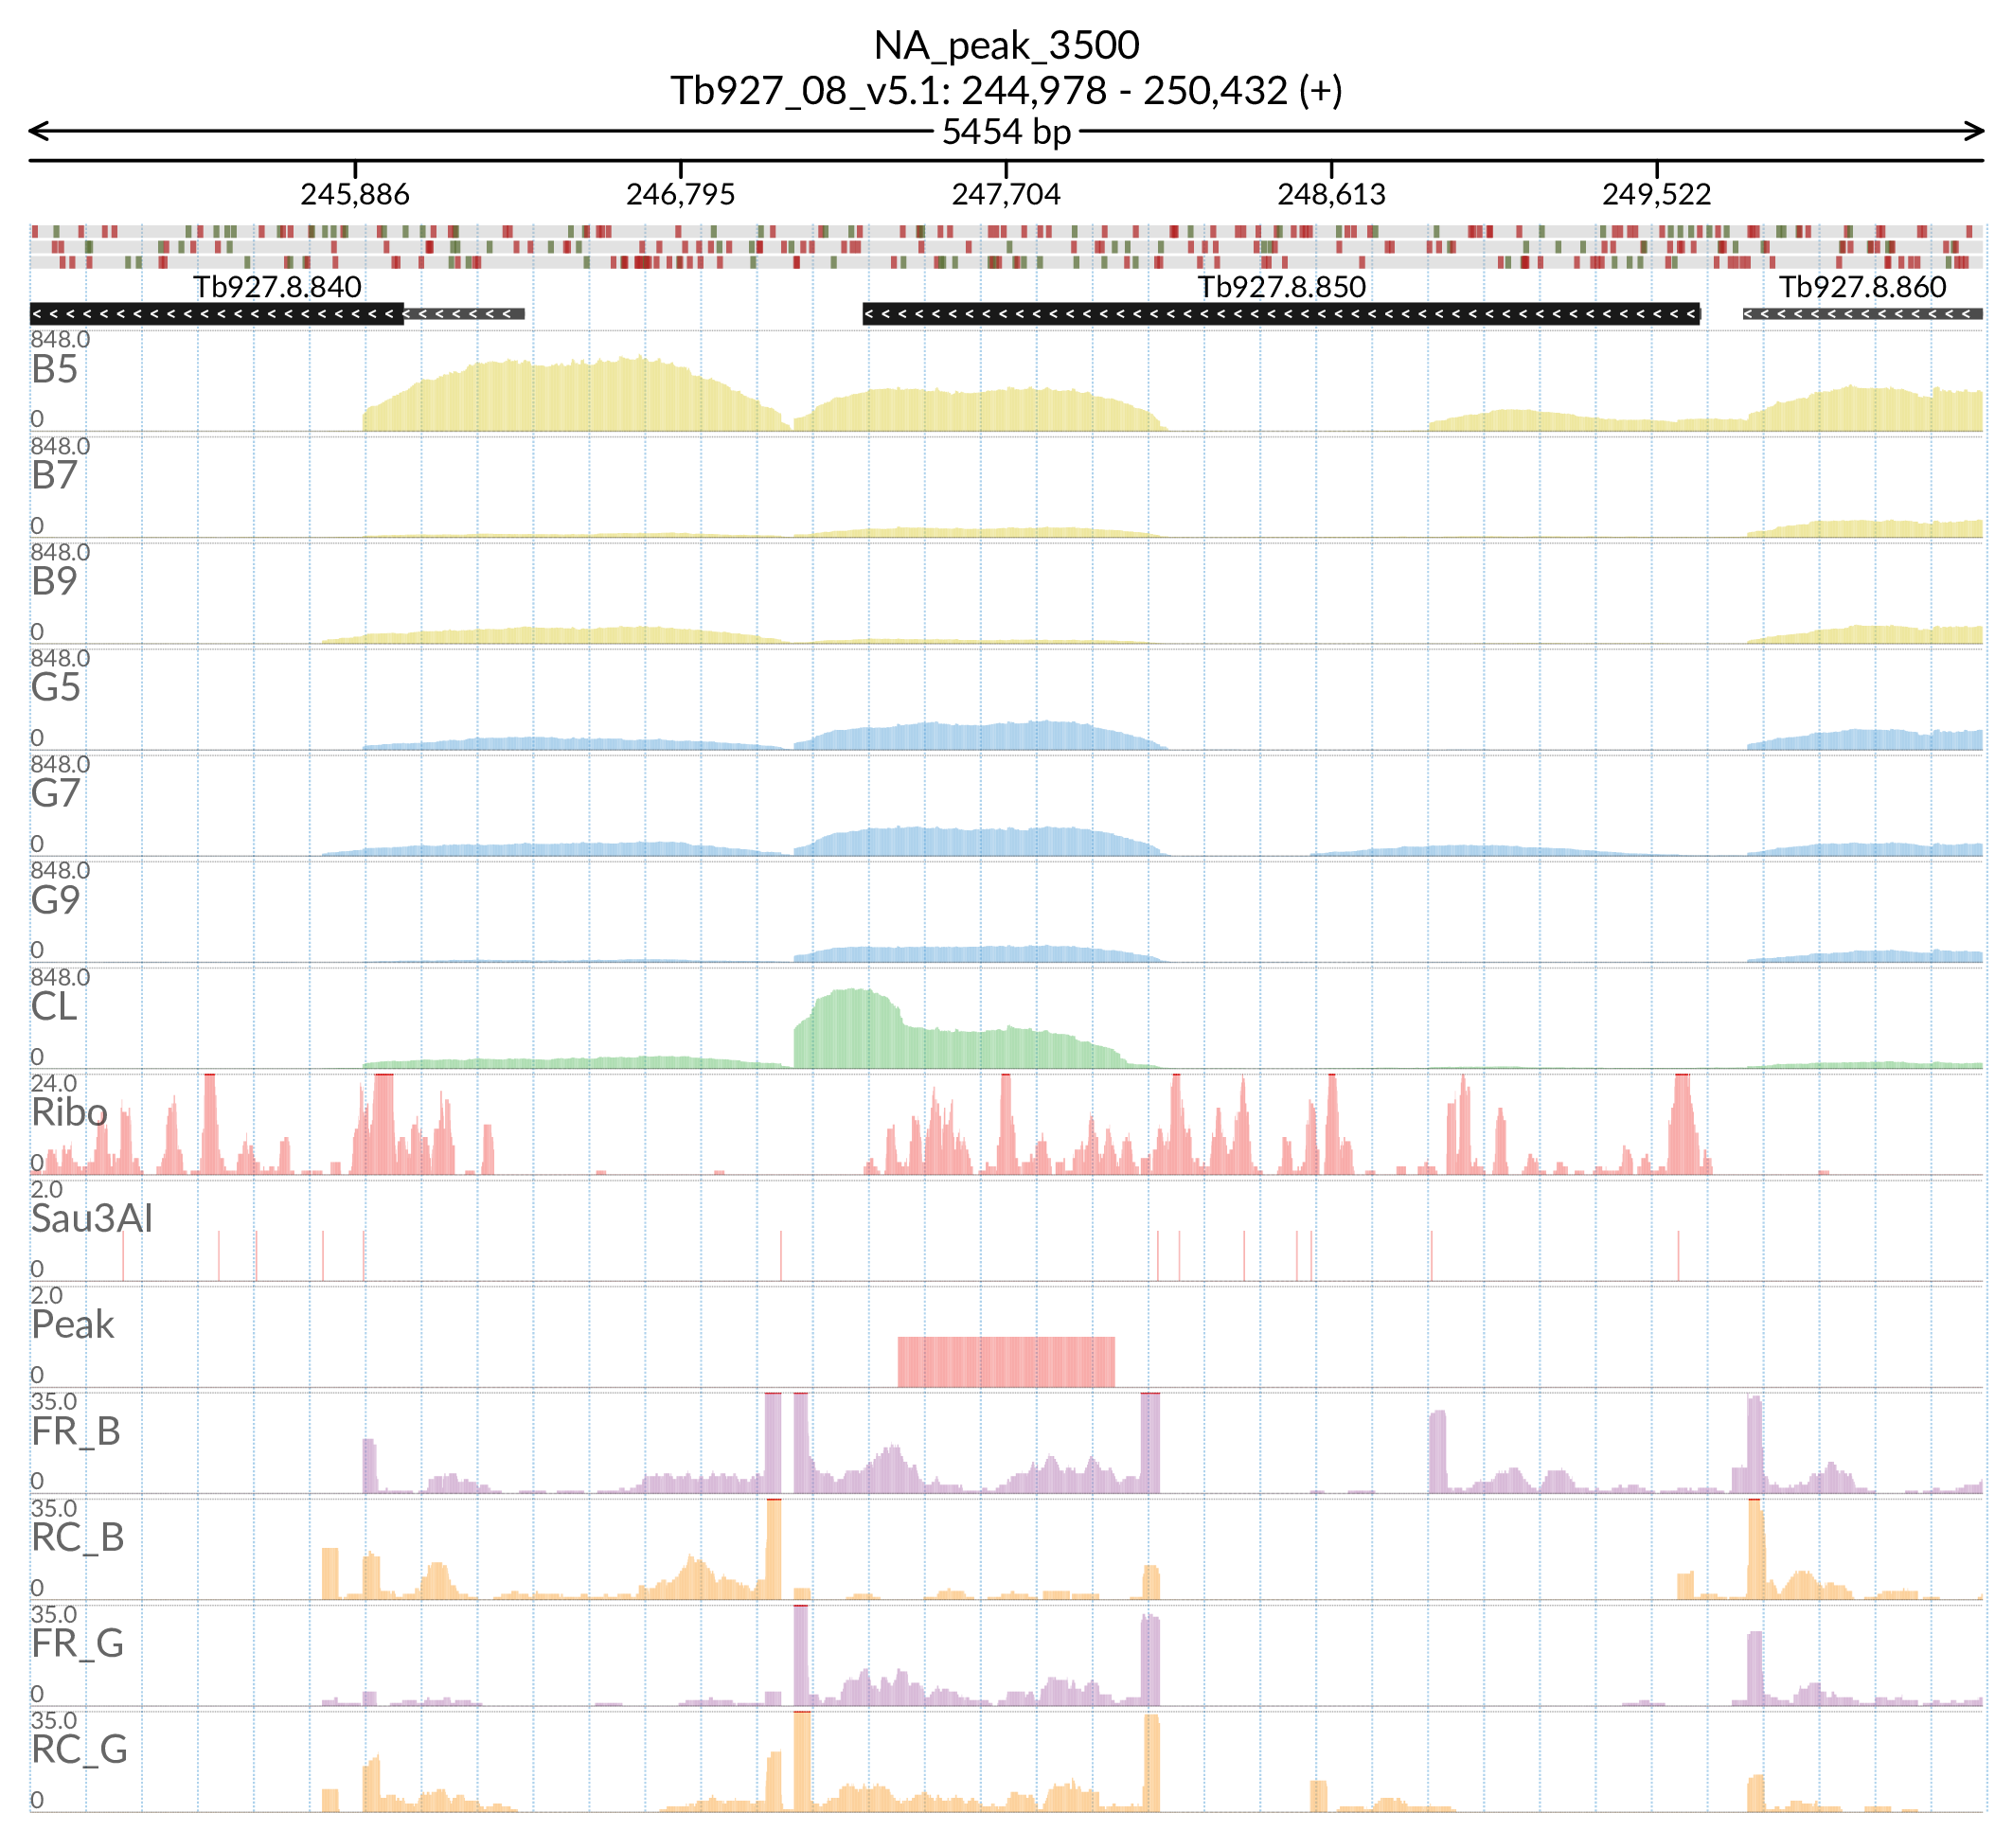 NA_peak_3500
Tb927_08_v5.1: 244,978 - 250,432 (+)
5454 bp
245,886 246,795 247,704 248,613 249,522
Tb927.8.840 Tb927.8.850 Tb927.8.860
848.0
B5
0
848.0
B7
0
848.0
B9
0
848.0
G5
0
848.0
G7
0
848.0
G9
0
848.0
CL
0
24.0
Ribo
0
2.0
Sau3AI
0
2.0
Peak
0
35.0
FR_B
0
35.0
RC_B
0
35.0
FR_G
0
35.0
RC_G
0